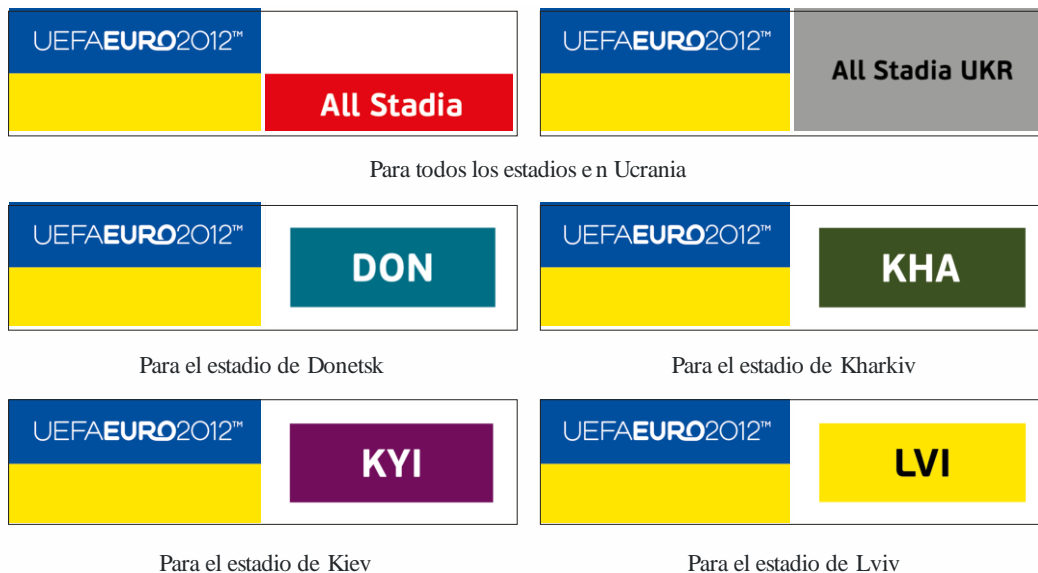 UEFAEURO2012™ UEFAEURO2012™
All Stadia All Stadia UKR
Para todos los estadios e n Ucrania
UEFAEURO2012™ UEFAEURO2012™
DON KHA
Para el estadio de Donetsk Para el estadio de Kharkiv
UEFAEURO2012™ UEFAEURO2012™
KYI LVI
Para el estadio de Kiev Para el estadio de Lviv